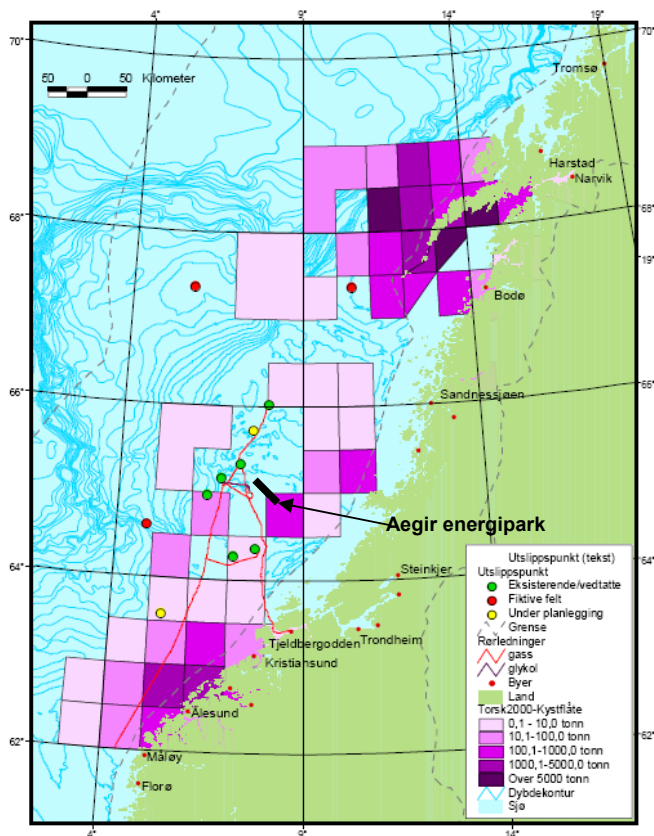 4° 9° 14° 19°
70° 70°
50 0 50 Kilometer
Tromsø
Harstad
Narvik
68° 68°
19°
Bodø
66° 66°
Sandnessjøen
Aegir energipark
64° 64°
Steinkjer
Trondheim
Tjeldbergodden
Kristiansund
Ålesund
62° 62°
Måløy
Florø
4° 9° 14°
Utslippspunkt (tekst)
Utslippspunkt
Eksisterende/vedtatte
Fiktive felt
Under planlegging
Grense
Rørledninger
gass
glykol
Byer
Land
Torsk2000-Kystflåte
0,1 - 10,0 tonn
10,1-100,0 tonn
100,1-1000,0 tonn
1000,1-5000,0 tonn
Over 5000 tonn
Dybdekontur
Sjø